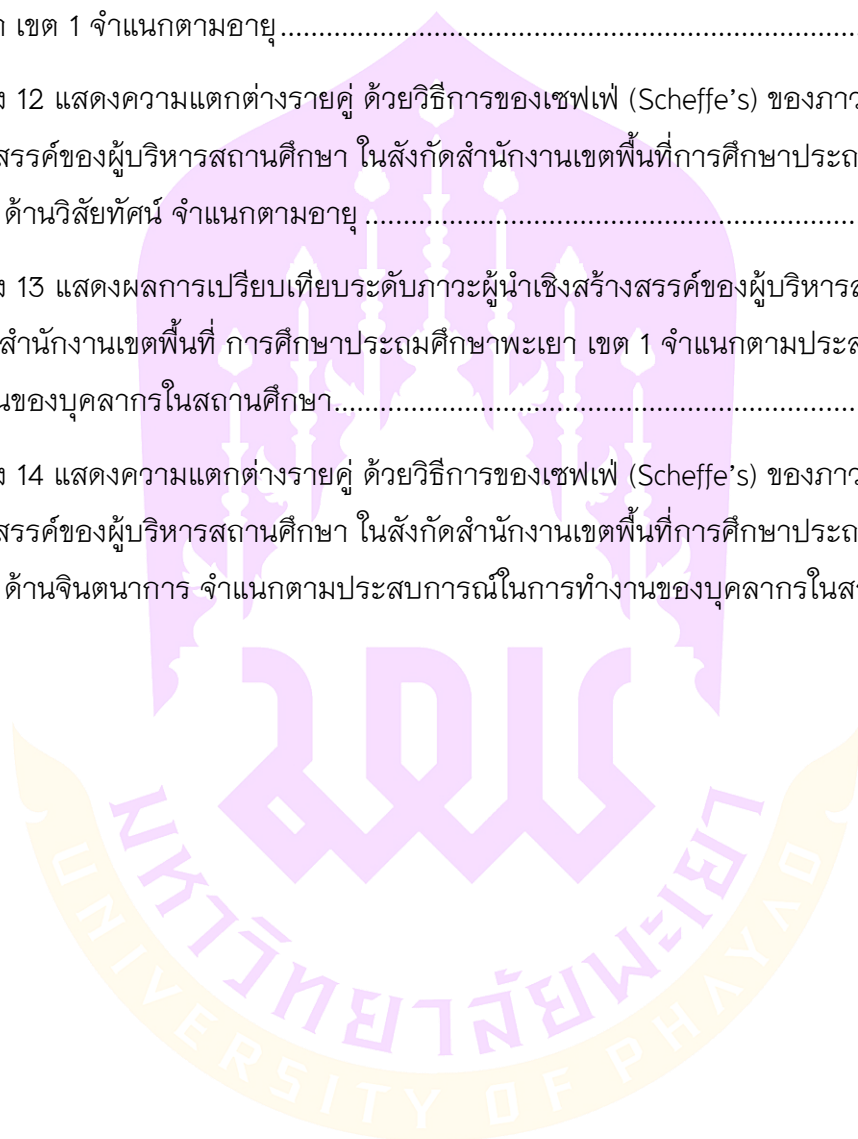 า เขต 1 จำแนกตามอายุ........................................................................................
ง 12 แสดงความแตกต่างรายคู่ ด้วยวิธีการของเซฟเฟ่ (Scheffe's) ของภาว
สรรค์ของผู้บริหารสถานศึกษา ในสังกัดสำนักงานเขตพื้นที่การศึกษาประถ
ด้านวิสัยทัศน์ จำแนกตามอายุ........................................................................
ง 13 แสดงผลการเปรียบเทียบระดับภาวะผู้นำเชิงสร้างสรรค์ของผู้บริหารส
สำนักงานเขตพื้นที่ การศึกษาประถมศึกษาพะเยา เขต 1 จำแนกตามประส
นของบุคลากรในสถานศึกษา............................................................................
ง 14 แสดงความแตกต่างรายคู่ ด้วยวิธีการของเซฟเฟ่ (Scheffe's) ของภาว
สรรค์ของผู้บริหารสถานศึกษา ในสังกัดสำนักงานเขตพื้นที่การศึกษาประถ
ด้านจินตนาการ จำแนกตามประสบการณ์ในการทำงานของบุคลากรในส
มหาวิทยาลัยพะเยา
UNIVERSITY OF PHAYAO